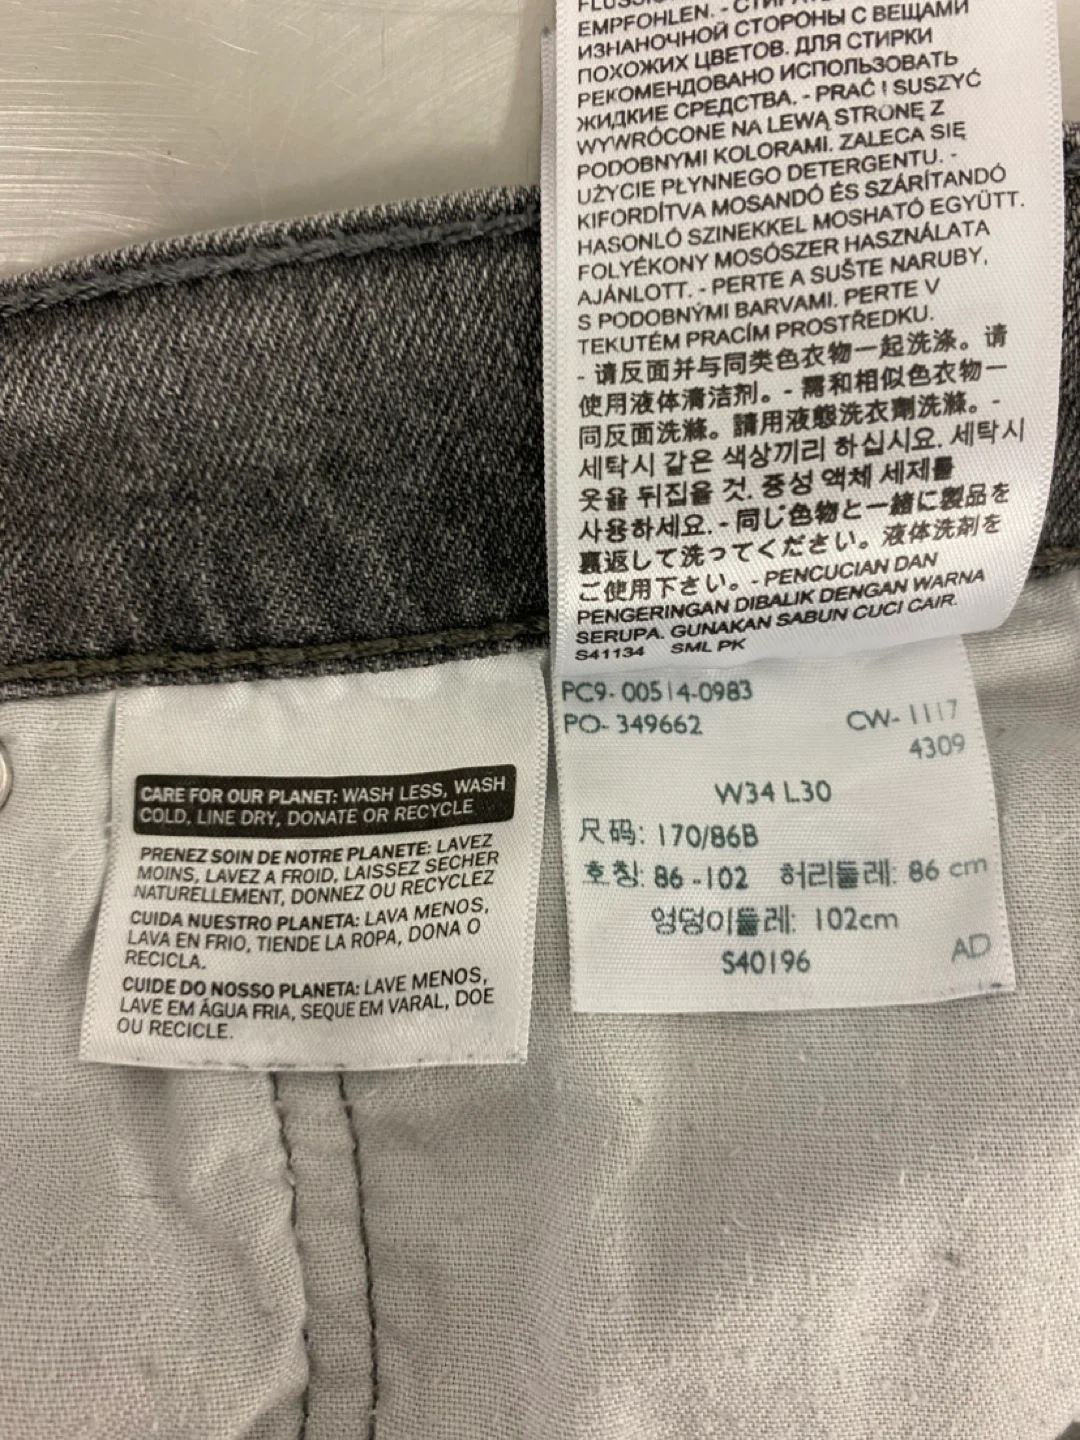 EMPFOHLEN. - СТИРАТЬ
ИЗНАНОЧНОЙ СТОРОНЫ С ВЕЩАМИ
ПОХОЖИХ ЦВЕТОВ. ДЛЯ СТИРКИ
РЕКОМЕНДОВАНО ИСПОЛЬЗОВАТЬ
ЖИДКИЕ СРЕДСТВА. - PRAĆ I SUSZYĆ
WYWRÓCONE NA LEWĄ STRONĘ Z
PODOBNYMI KOLORAMI. ZALECA SIĘ
UŻYCIE PŁYNNEGO DETERGENTU. -
KIFORDÍTVA MOSANDÓ ÉS SZÁRÍTANDÓ
HASONLÓ SZINEKKEL MOSHATÓ EGYÜTT.
FOLYÉKONY MOSÓSZER HASZNÁLATA
AJÁNLOTT. - PERTE A SUŠTE NARUBY,
S PODOBNÝMI BARVAMI. PERTE V
TEKUTÉM PRACÍM PROSTŘEDKU.
- 请反面并与同类色衣物一起洗涤。请
使用液体清洁剂。- 需和相似色衣物一
同反面洗滌。請用液態洗衣劑洗滌。-
세탁시 같은 색상끼리 하십시요. 세탁시
옷을 뒤집을 것. 중성 액체 세제를
사용하세요. - 同じ色物と一緒に製品を
裏返して洗ってください。液体洗剤を
ご使用下さい。- PENCUCIAN DAN
PENGERINGAN DIBALIK DENGAN WARNA
SERUPA. GUNAKAN SABUN CUCI CAIR.
S41134 SML PK
PC9- 00514-0983
PO- 349662 CW- 1117
4309
W34 L30
尺码: 170/86B
호칭: 86 -102 허리둘레: 86 cm
엉덩이둘레: 102cm
S40196 AD
CARE FOR OUR PLANET: WASH LESS, WASH
COLD, LINE DRY, DONATE OR RECYCLE
PRENEZ SOIN DE NOTRE PLANETE: LAVEZ
MOINS, LAVEZ A FROID, LAISSEZ SECHER
NATURELLEMENT, DONNEZ OU RECYCLEZ
CUIDA NUESTRO PLANETA: LAVA MENOS,
LAVA EN FRIO, TIENDE LA ROPA, DONA O
RECICLA.
CUIDE DO NOSSO PLANETA: LAVE MENOS,
LAVE EM ÁGUA FRIA, SEQUE EM VARAL, DOE
OU RECICLE.